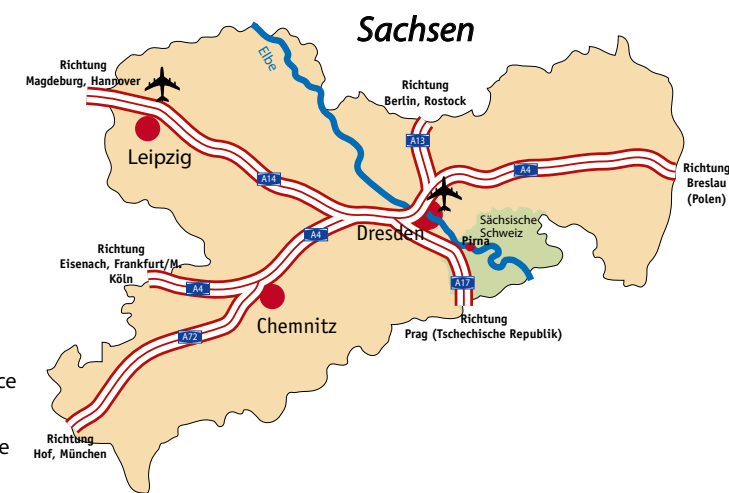 Sachsen
Elbe
Richtung
Magdeburg, Hannover
Richtung
Berlin, Rostock
A13
Leipzig
A14
A4
Richtung
Breslau
(Polen)
Sächsische
Schweiz
Pirna
Dresden
A4
Richtung
Eisenach, Frankfurt/M.
Köln
A4
A17
Chemnitz
Richtung
Prag (Tschechische Republik)
A72
ce
Richtung
Hof, München
e